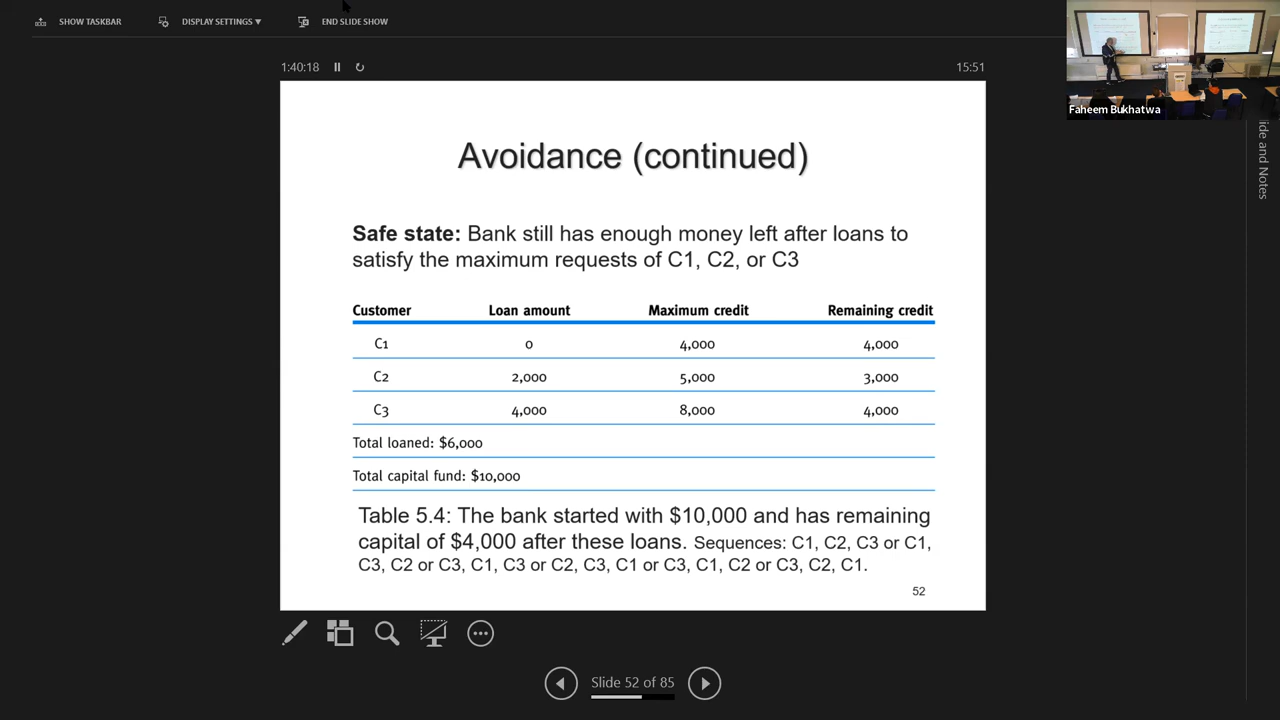 SHOW TASKBAR
DISPLAY SETTINGS ▼
END SLIDE SHOW
1:40:18
15:51
Faheem Bukhatwa
lide and Notes
Avoidance (continued)
Safe state: Bank still has enough money left after loans to
satisfy the maximum requests of C1, C2, or C3
Customer Loan amount Maximum credit Remaining credit
C1 0 4,000 4,000
C2 2,000 5,000 3,000
C3 4,000 8,000 4,000
Total loaned: $6,000
Total capital fund: $10,000
Table 5.4: The bank started with $10,000 and has remaining
capital of $4,000 after these loans. Sequences: C1, C2, C3 or C1,
C3, C2 or C3, C1, C3 or C2, C3, C1 or C3, C1, C2 or C3, C2, C1.
52
Slide 52 of 85